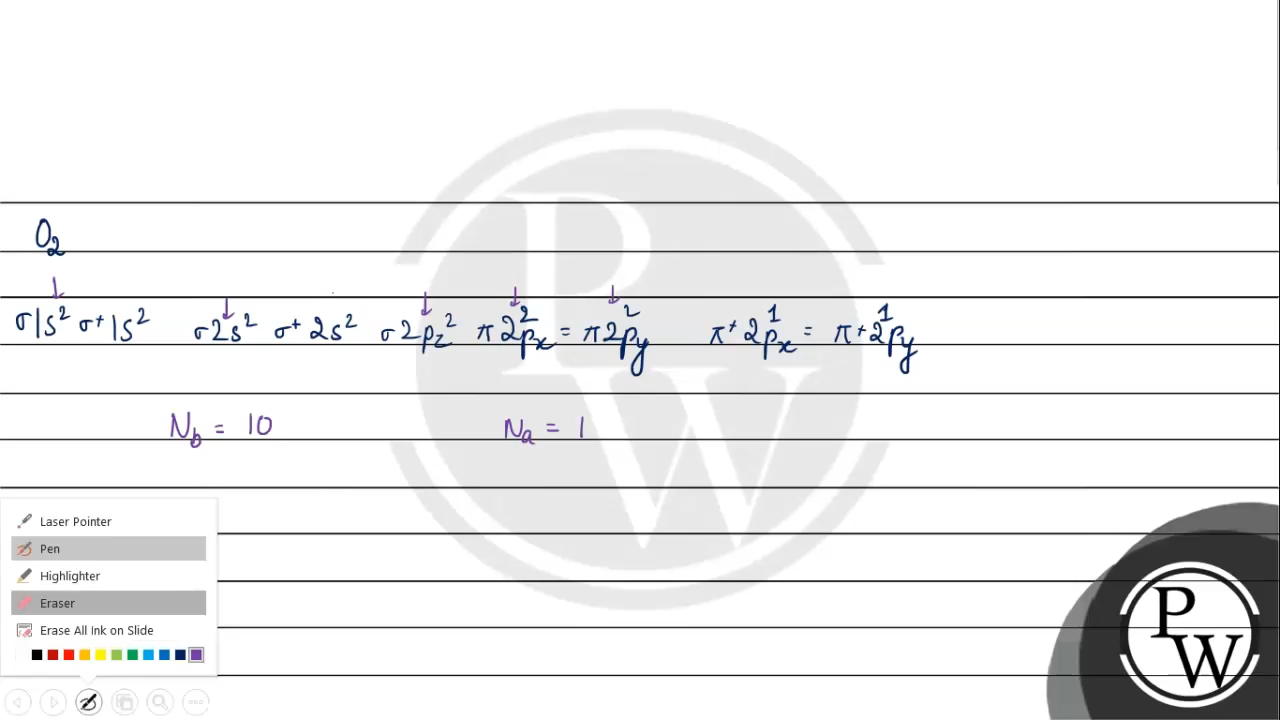 O₂
σ1s² σ*1s² σ2s² σ*2s² σ2pz² π2px² = π2py² π*2px¹ = π*2py¹
Nb = 10 Na = 1
Laser Pointer
Pen
Highlighter
Eraser
Erase All Ink on Slide
P
W
P
W